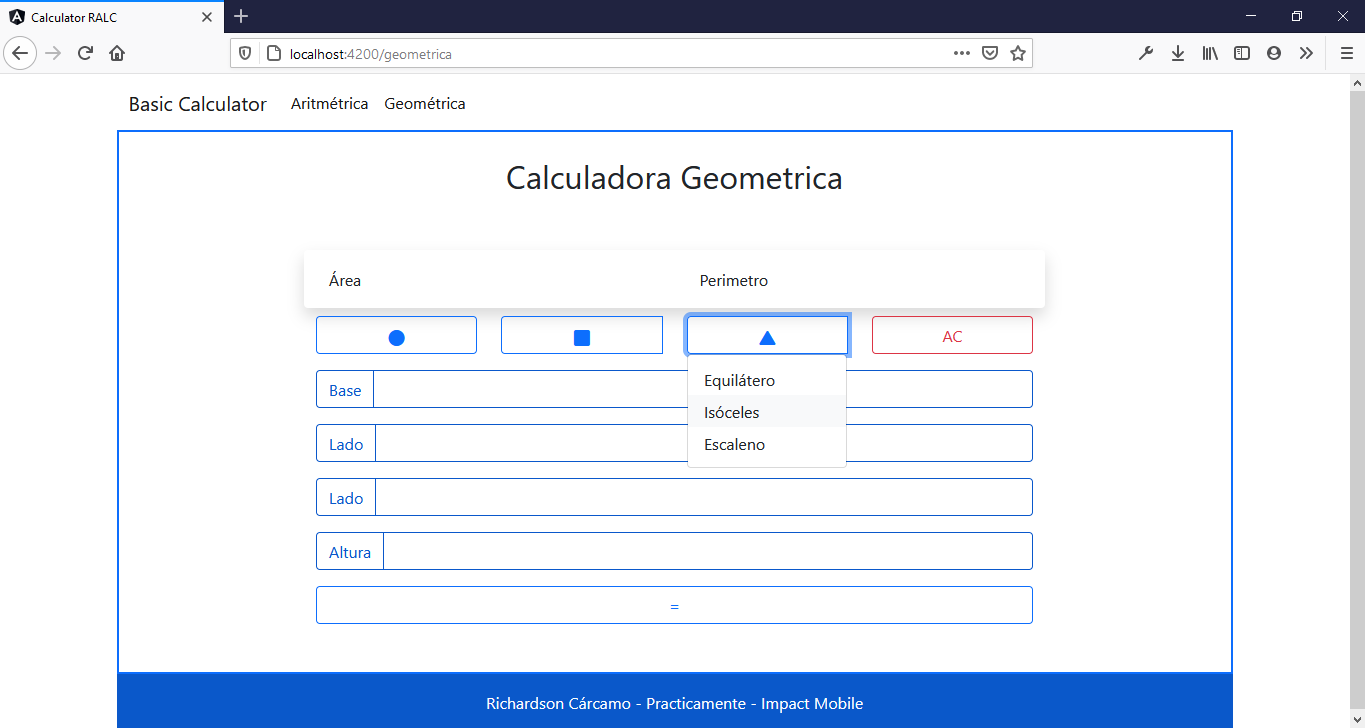 Calculator RALC
localhost:4200/geometrica
Basic Calculator Aritmétrica Geométrica
Calculadora Geometrica
Área Perimetro
AC
Equilátero
Base
Isóceles
Lado
Escaleno
Lado
Altura
=
Richardson Cárcamo - Practicamente - Impact Mobile